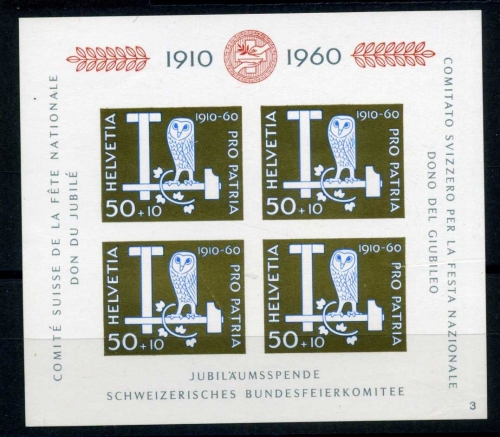 1910 1960
COMITÉ SUISSE DE LA FÊTE NATIONALE
DON DU JUBILÉ
HELVETIA
1910-60
PRO PATRIA
50+10
HELVETIA
1910-60
PRO PATRIA
50+10
HELVETIA
1910-60
PRO PATRIA
50+10
HELVETIA
1910-60
PRO PATRIA
50+10
COMITATO SVIZZERO PER LA FESTA NAZIONALE
DONO DEL GIUBILEO
JUBILÄUMSSPENDE
SCHWEIZERISCHES BUNDESFEIERKOMITEE
3